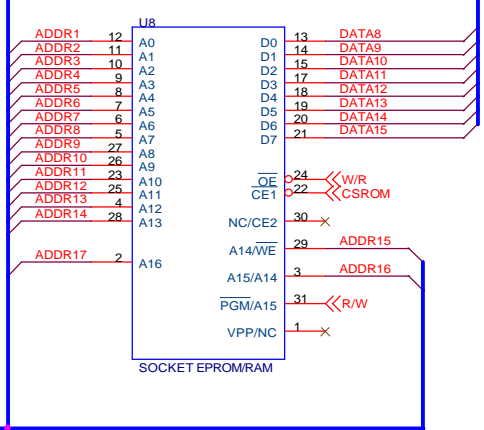 U8
ADDR1 12 A0 D0 13 DATA8
ADDR2 11 A1 D1 14 DATA9
ADDR3 10 A2 D2 15 DATA10
ADDR4 9 A3 D3 17 DATA11
ADDR5 8 A4 D4 18 DATA12
ADDR6 7 A5 D5 19 DATA13
ADDR7 6 A6 D6 20 DATA14
ADDR8 5 A7 D7 21 DATA15
ADDR9 27 A8
ADDR10 26 A9
ADDR11 23 A10 OE 24 W/R
ADDR12 25 A11 CE1 22 CSROM
ADDR13 4 A12
ADDR14 28 A13 NC/CE2 30
A14/WE 29 ADDR15
ADDR17 2 A16 A15/A14 3 ADDR16
PGM/A15 31 R/W
VPP/NC 1
SOCKET EPROM/RAM